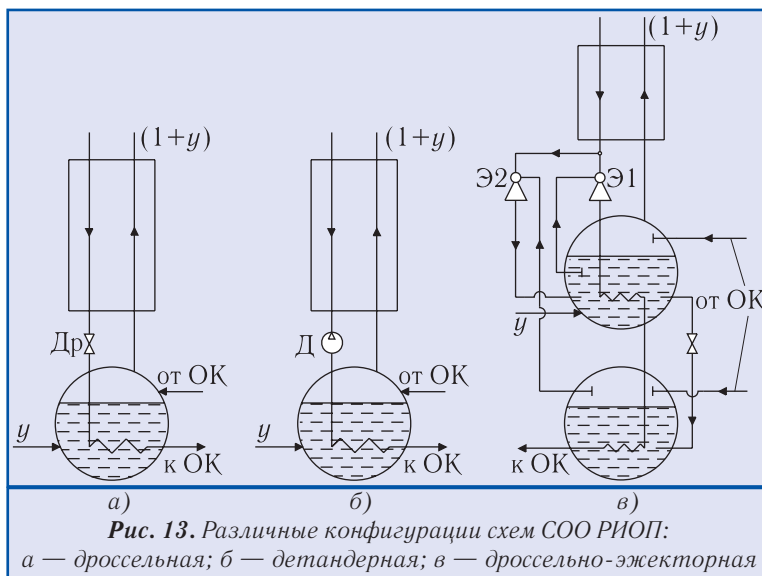 (1+y)
(1+y)
(1+y)
Э2
Э1
Др
Д
от ОК
y
от ОК
от ОК
y
y
к ОК
к ОК
к ОК
а)
б)
в)
Рис. 13. Различные конфигурации схем СОО РИОП:
а — дроссельная; б — детандерная; в — дроссельно-эжекторная